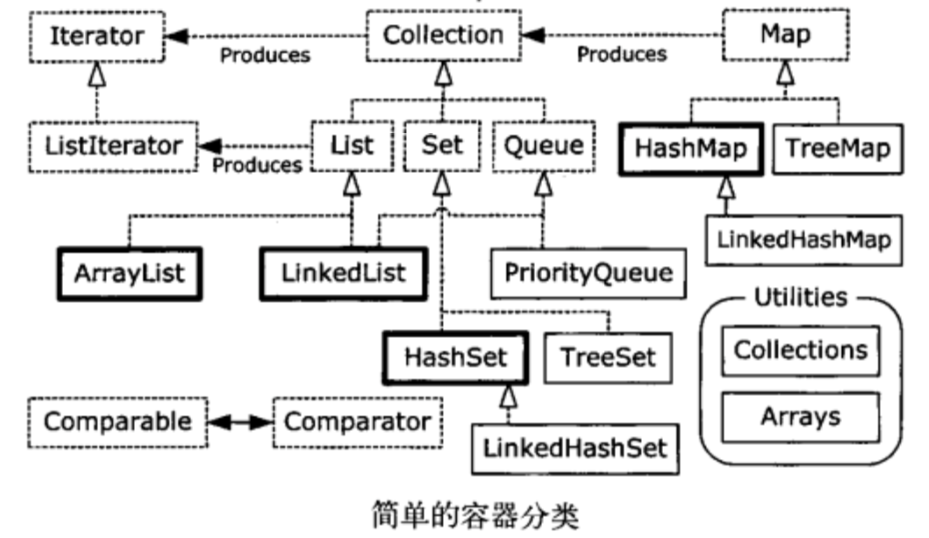 Iterator
Produces
Collection
Produces
Map
ListIterator
Produces
List
Set
Queue
HashMap
TreeMap
LinkedHashMap
ArrayList
LinkedList
PriorityQueue
Utilities
Collections
Arrays
HashSet
TreeSet
Comparable
Comparator
LinkedHashSet
简单的容器分类